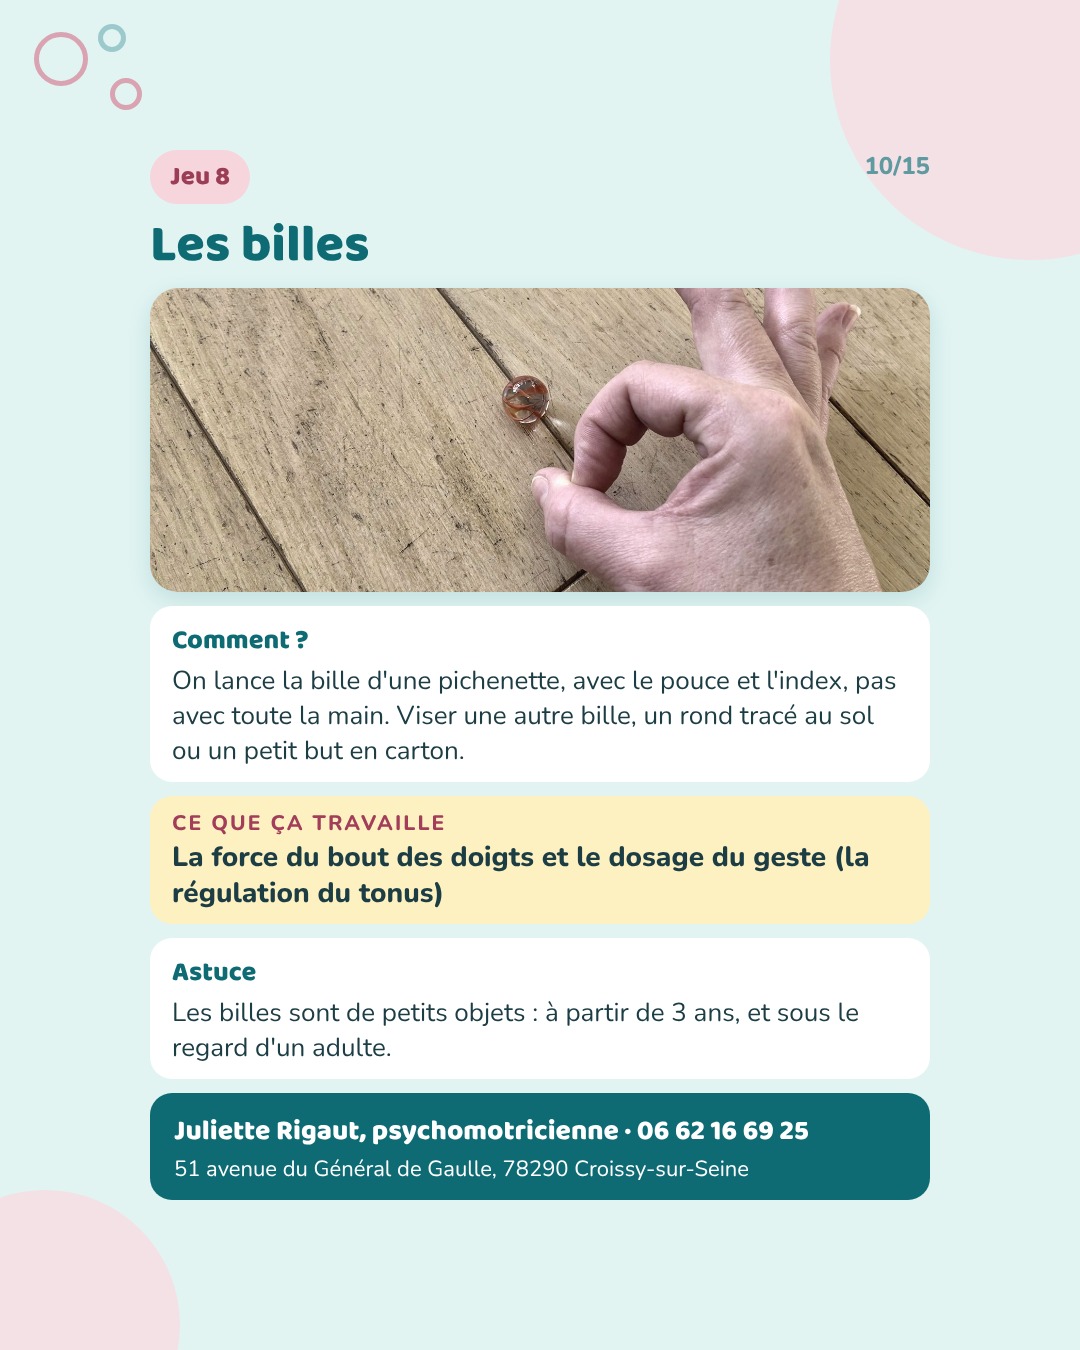 Jeu 8
10/15
Les billes
Comment ?
On lance la bille d'une pichenette, avec le pouce et l'index, pas
avec toute la main. Viser une autre bille, un rond tracé au sol
ou un petit but en carton.
CE QUE ÇA TRAVAILLE
La force du bout des doigts et le dosage du geste (la
régulation du tonus)
Astuce
Les billes sont de petits objets : à partir de 3 ans, et sous le
regard d'un adulte.
Juliette Rigaut, psychomotricienne · 06 62 16 69 25
51 avenue du Général de Gaulle, 78290 Croissy-sur-Seine